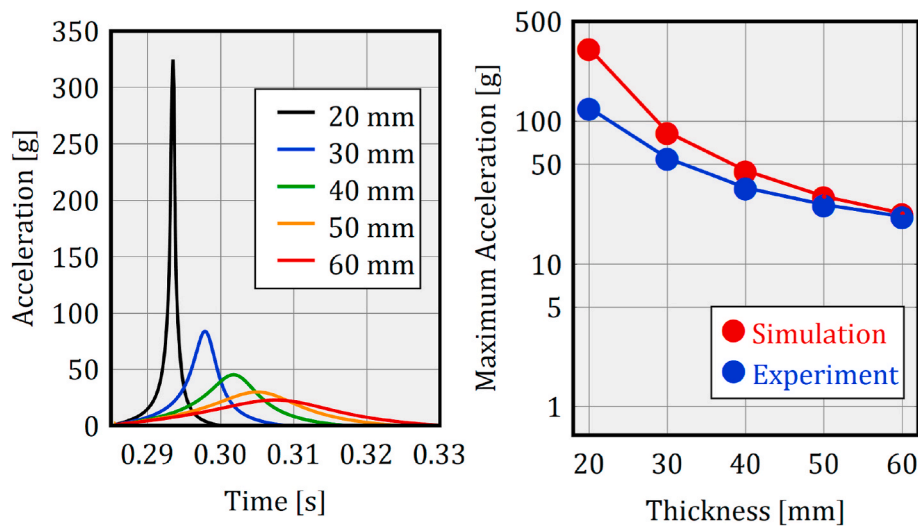 350
300
250
200
150
100
50
0
Acceleration [g]
20 mm
30 mm
40 mm
50 mm
60 mm
0.29 0.30 0.31 0.32 0.33
Time [s]
500
100
50
10
5
1
Maximum Acceleration [g]
Simulation
Experiment
20 30 40 50 60
Thickness [mm]